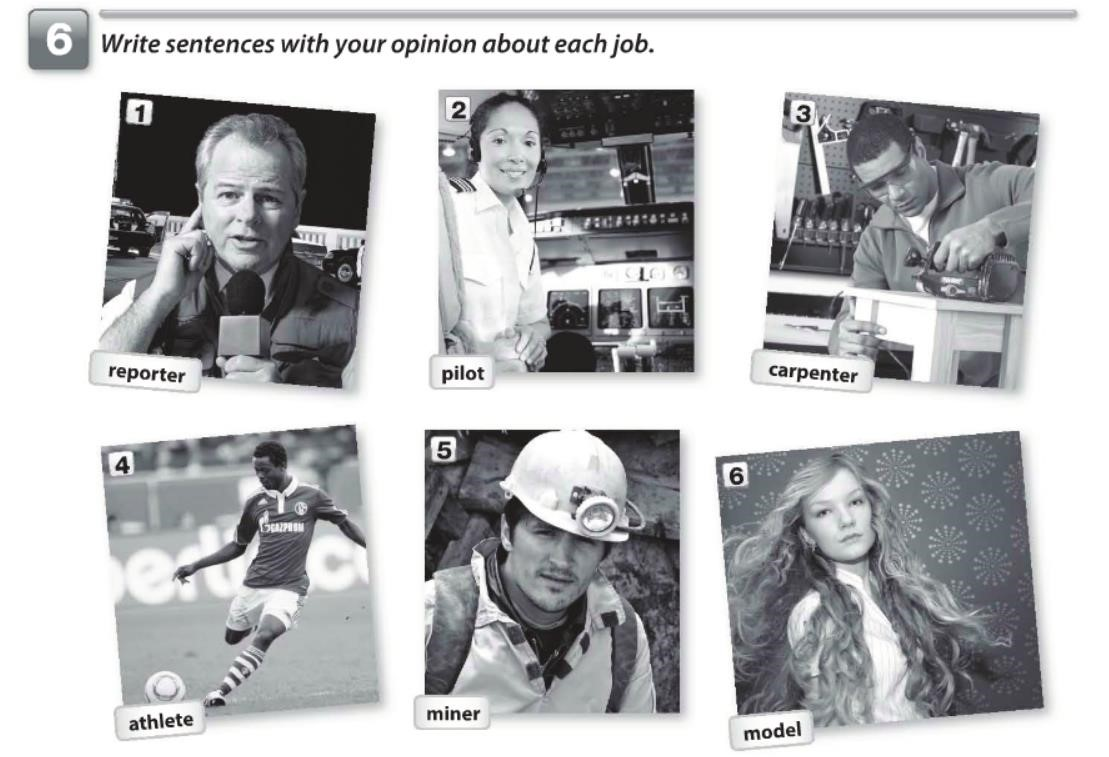 6
Write sentences with your opinion about each job.
1
reporter
2
pilot
3
carpenter
4
GAZPROM
athlete
5
miner
6
model